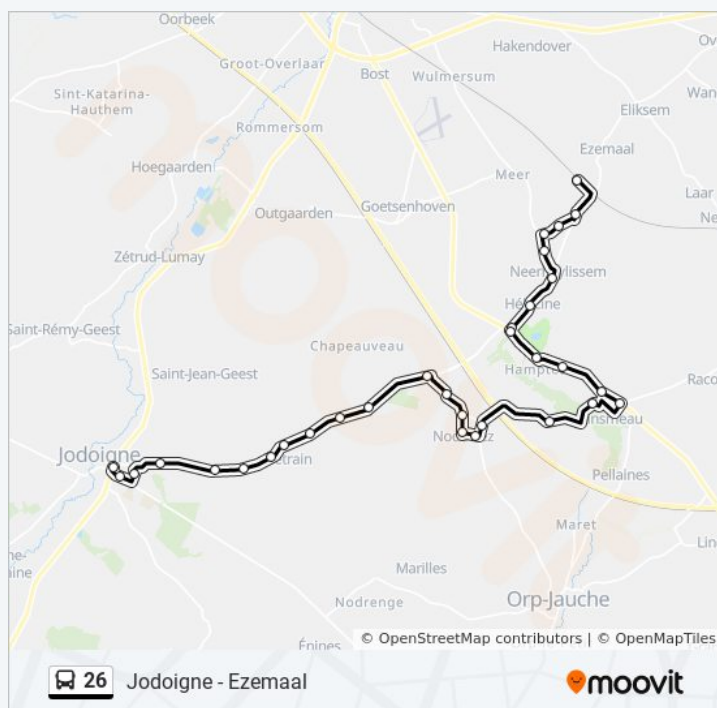 Oorbeek
Hakendover
Groot-Overlaar
Bost
Wulmersum
Sint-Katarina-
Hauthem
Eliksem
Rommersom
Ezemaal
Hoegaarden
Meer
Goetsenhoven
Laar
Outgaarden
Zétrud-Lumay
Chapeauveau
Saint-Rémy-Geest
Saint-Jean-Geest
Jodoigne
Pellaines
Maret
Marilles
Nodrenge
Orp-Jauche
Épines
© OpenStreetMap contributors | © OpenMapTiles
26 Jodoigne - Ezemaal
moovit